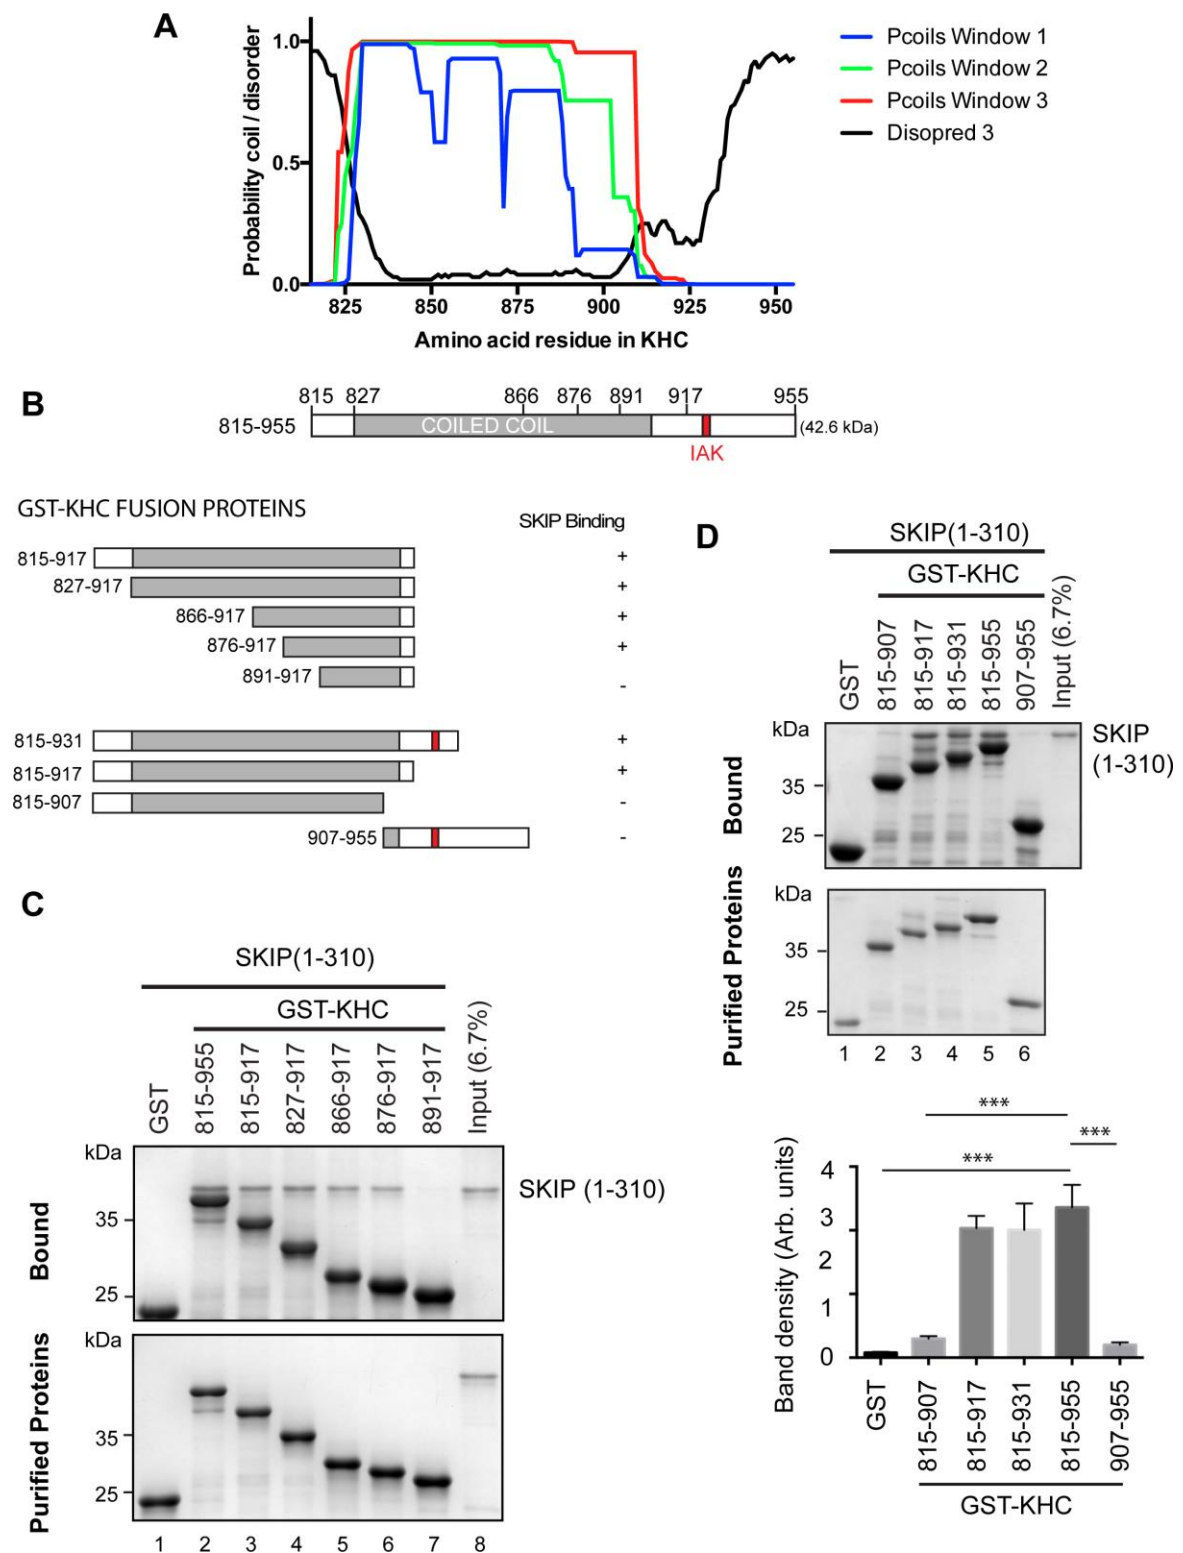 A
Probability coil / disorder
1.0
0.5
0.0
825 850 875 900 925 950
Amino acid residue in KHC
Pcoils Window 1
Pcoils Window 2
Pcoils Window 3
Disopred 3
B
815 827 866 876 891 917 955
815-955
COILED COIL
(42.6 kDa)
IAK
GST-KHC FUSION PROTEINS
SKIP Binding
815-917 +
827-917 +
866-917 +
876-917 +
891-917 -
815-931 +
815-917 +
815-907 -
907-955 -
C
SKIP(1-310)
GST-KHC
GST
815-955
815-917
827-917
866-917
876-917
891-917
Input (6.7%)
kDa
35
25
Bound
SKIP (1-310)
kDa
35
25
Purified Proteins
1 2 3 4 5 6 7 8
D
SKIP(1-310)
GST-KHC
GST
815-907
815-917
815-931
815-955
907-955
Input (6.7%)
kDa
35
25
Bound
SKIP
(1-310)
kDa
35
25
Purified Proteins
1 2 3 4 5 6
Band density (Arb. units)
4
3
2
1
0
***
***
***
GST
815-907
815-917
815-931
815-955
907-955
GST-KHC